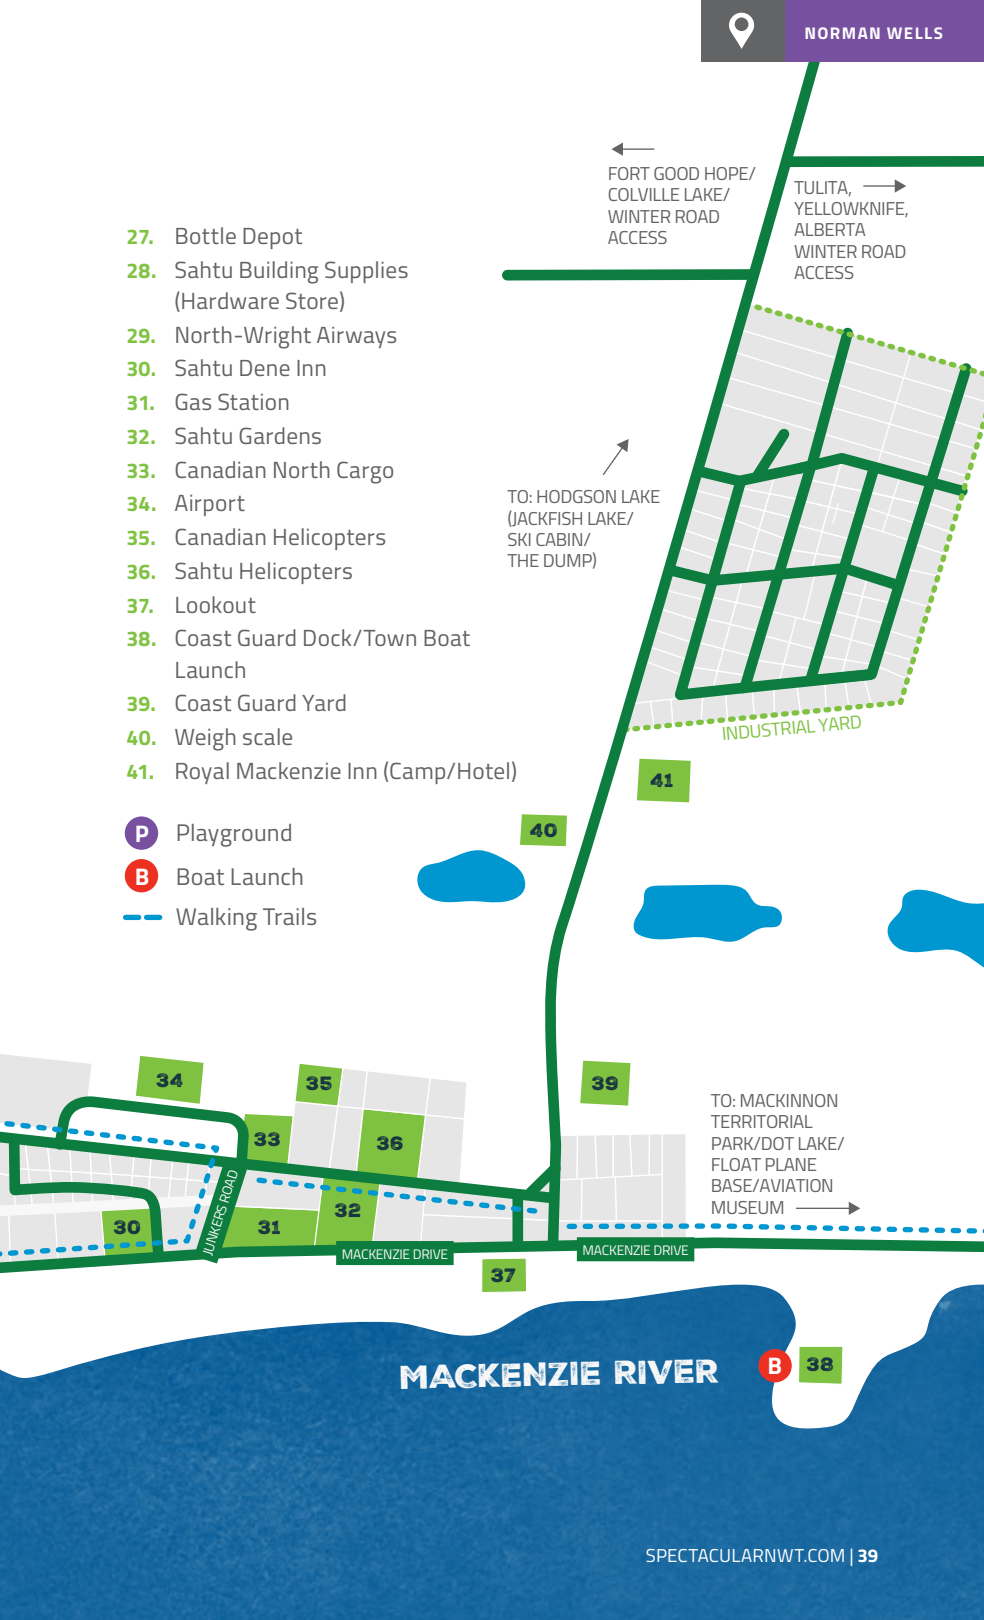 NORMAN WELLS
FORT GOOD HOPE/
COLVILLE LAKE/
WINTER ROAD
ACCESS
TULITA,
YELLOWKNIFE,
ALBERTA
WINTER ROAD
ACCESS
27. Bottle Depot
28. Sahtu Building Supplies
(Hardware Store)
29. North-Wright Airways
30. Sahtu Dene Inn
31. Gas Station
32. Sahtu Gardens
33. Canadian North Cargo
34. Airport
35. Canadian Helicopters
36. Sahtu Helicopters
37. Lookout
38. Coast Guard Dock/Town Boat
Launch
39. Coast Guard Yard
40. Weigh scale
41. Royal Mackenzie Inn (Camp/Hotel)
P Playground
B Boat Launch
Walking Trails
TO: HODGSON LAKE
(JACKFISH LAKE/
SKI CABIN/
THE DUMP)
INDUSTRIAL YARD
41
40
34
35
39
33
36
TO: MACKINNON
TERRITORIAL
PARK/DOT LAKE/
FLOAT PLANE
BASE/AVIATION
MUSEUM
JUNKERS ROAD
30
31
32
MACKENZIE DRIVE
MACKENZIE DRIVE
37
MACKENZIE RIVER
B
38
SPECTACULARNWT.COM | 39